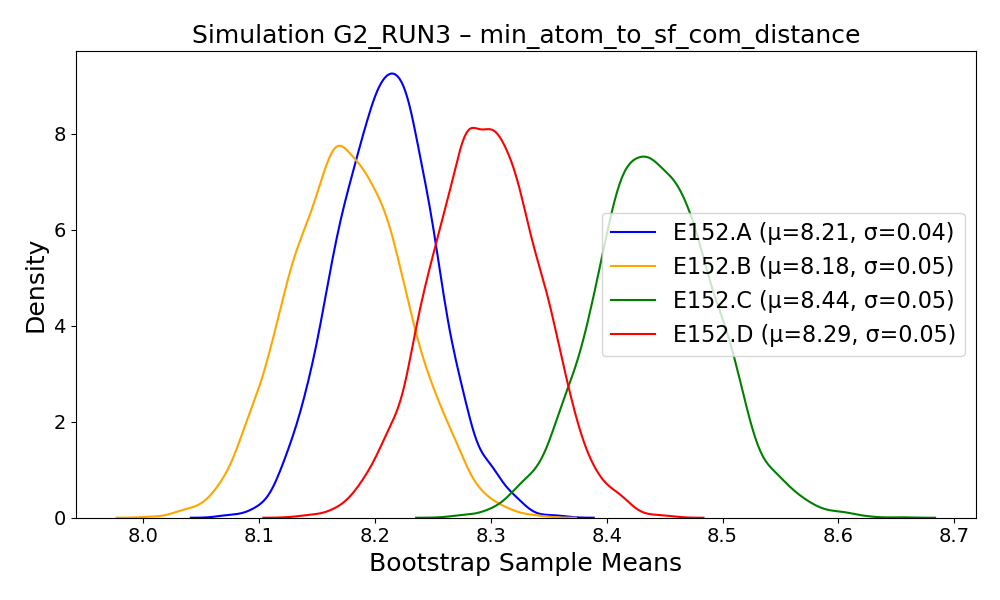 Simulation G2_RUN3 – min_atom_to_sf_com_distance
Density
8
6
4
2
0
E152.A (μ=8.21, σ=0.04)
E152.B (μ=8.18, σ=0.05)
E152.C (μ=8.44, σ=0.05)
E152.D (μ=8.29, σ=0.05)
8.0 8.1 8.2 8.3 8.4 8.5 8.6 8.7
Bootstrap Sample Means